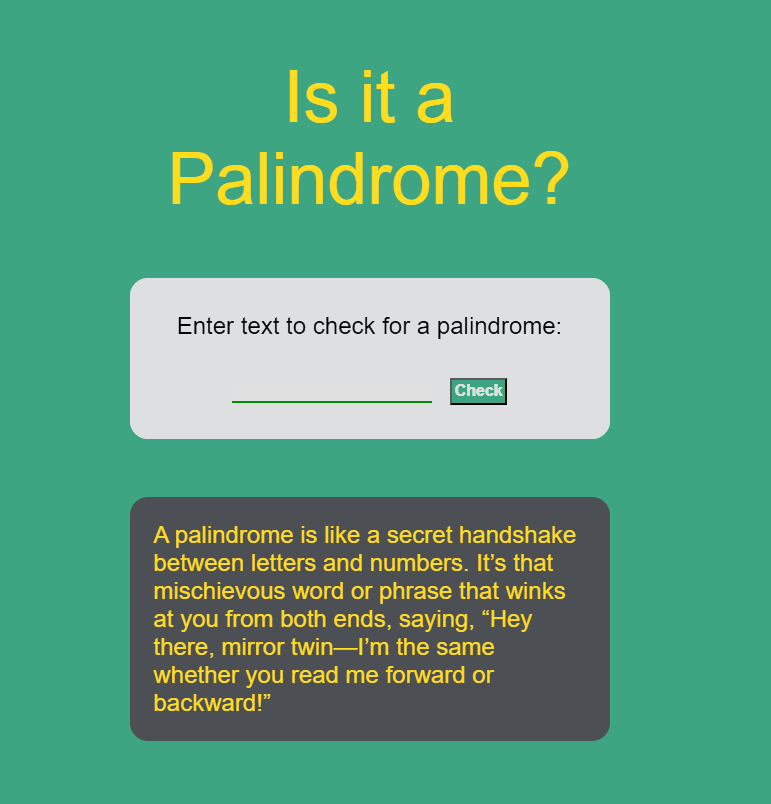 Is it a
Palindrome?
Enter text to check for a palindrome:
Check
A palindrome is like a secret handshake
between letters and numbers. It’s that
mischievous word or phrase that winks
at you from both ends, saying, “Hey
there, mirror twin—I’m the same
whether you read me forward or
backward!”